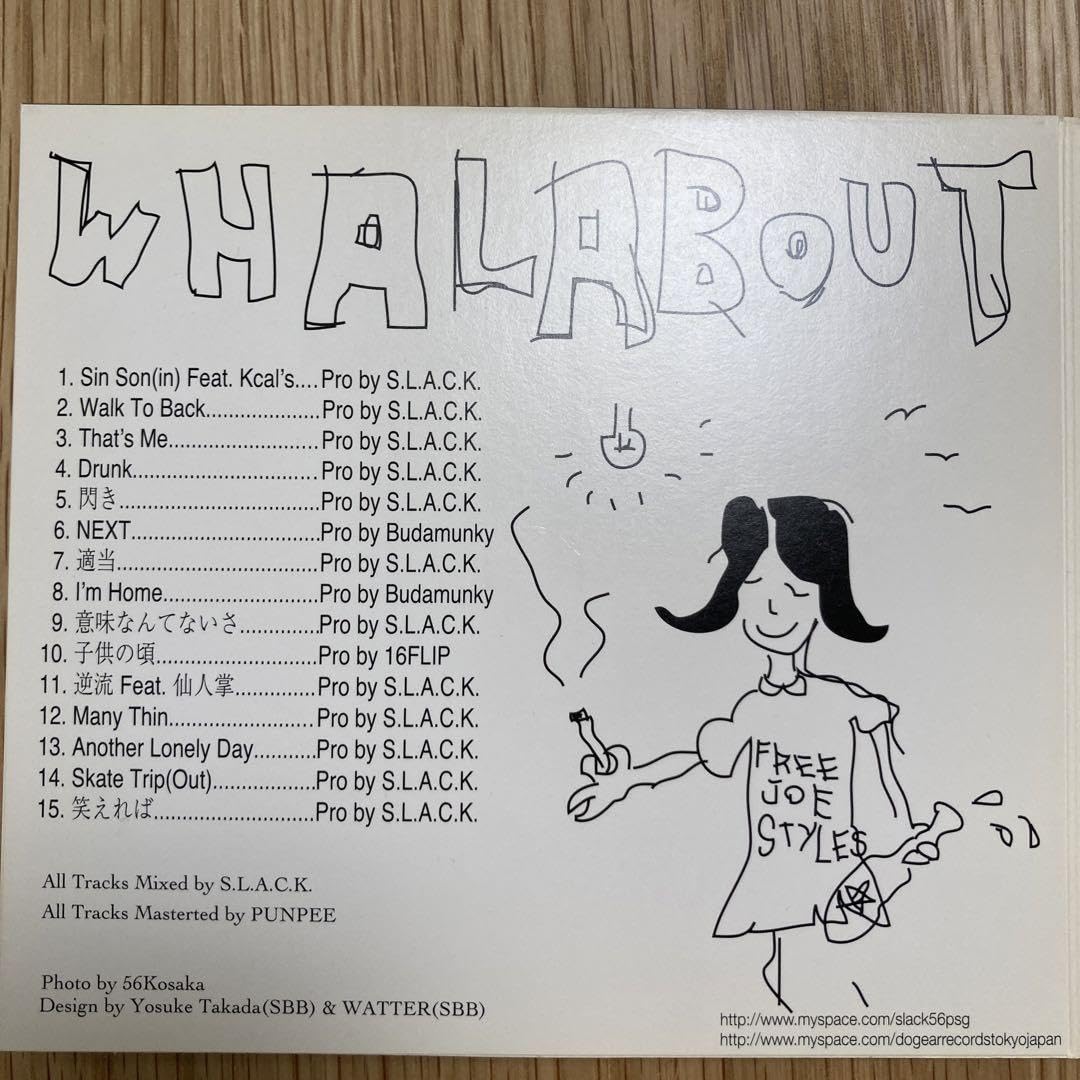 WHALABOUT
1. Sin Son(in) Feat. Kcal's....Pro by S.L.A.C.K.
2. Walk To Back....................Pro by S.L.A.C.K.
3. That's Me..........................Pro by S.L.A.C.K.
4. Drunk................................Pro by S.L.A.C.K.
5. 閃き...................................Pro by S.L.A.C.K.
6. NEXT.................................Pro by Budamunky
7. 適当...................................Pro by S.L.A.C.K.
8. I'm Home...........................Pro by Budamunky
9. 意味なんてないさ..............Pro by S.L.A.C.K.
10. 子供の頃............................Pro by 16FLIP
11. 逆流 Feat. 仙人掌..............Pro by S.L.A.C.K.
12. Many Thin.........................Pro by S.L.A.C.K.
13. Another Lonely Day...........Pro by S.L.A.C.K.
14. Skate Trip(Out)..................Pro by S.L.A.C.K.
15. 笑えれば............................Pro by S.L.A.C.K.
FREE
JOE
STYLES
All Tracks Mixed by S.L.A.C.K.
All Tracks Masterted by PUNPEE
Photo by 56Kosaka
Design by Yosuke Takada(SBB) & WATTER(SBB)
http://www.myspace.com/slack56psg
http://www.myspace.com/dogearrecordstokyojapan